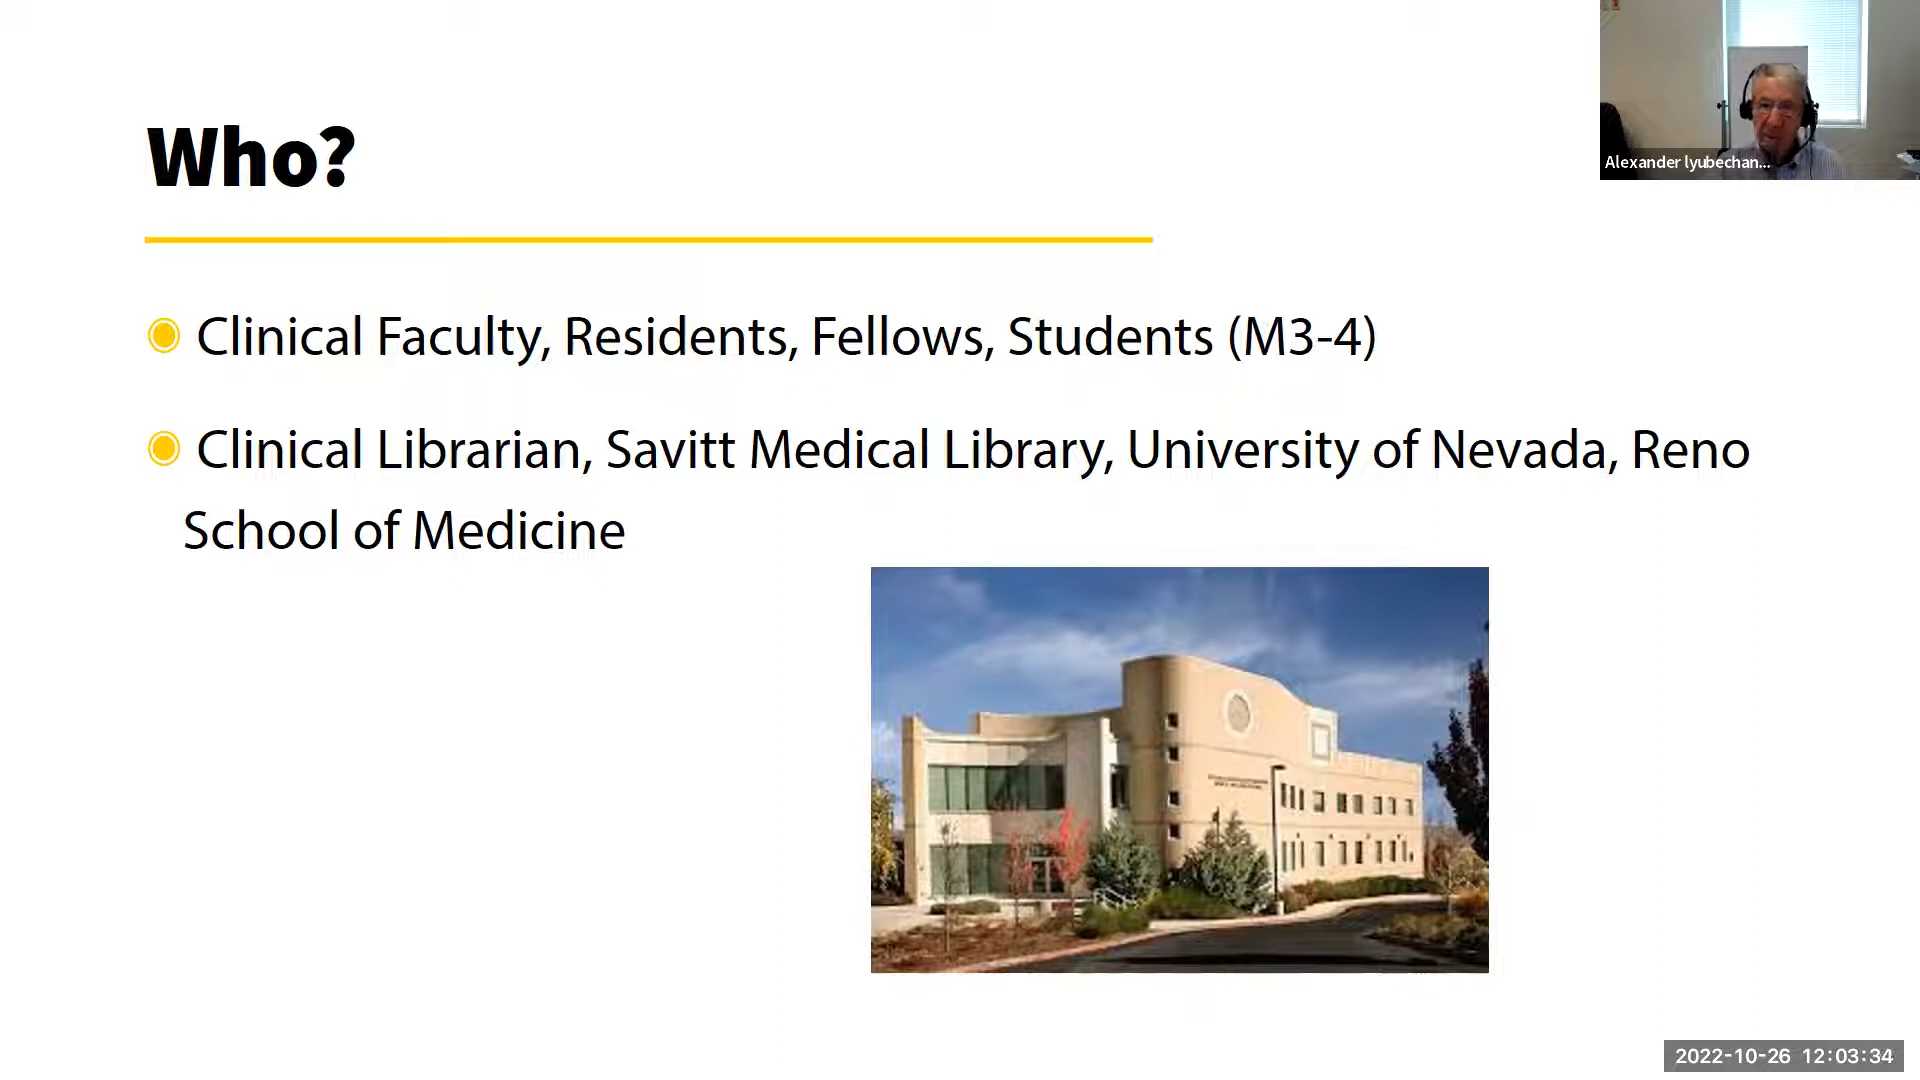 Who?
Alexander lyubechan...
Clinical Faculty, Residents, Fellows, Students (M3-4)
Clinical Librarian, Savitt Medical Library, University of Nevada, Reno
School of Medicine
2022-10-26 12:03:34